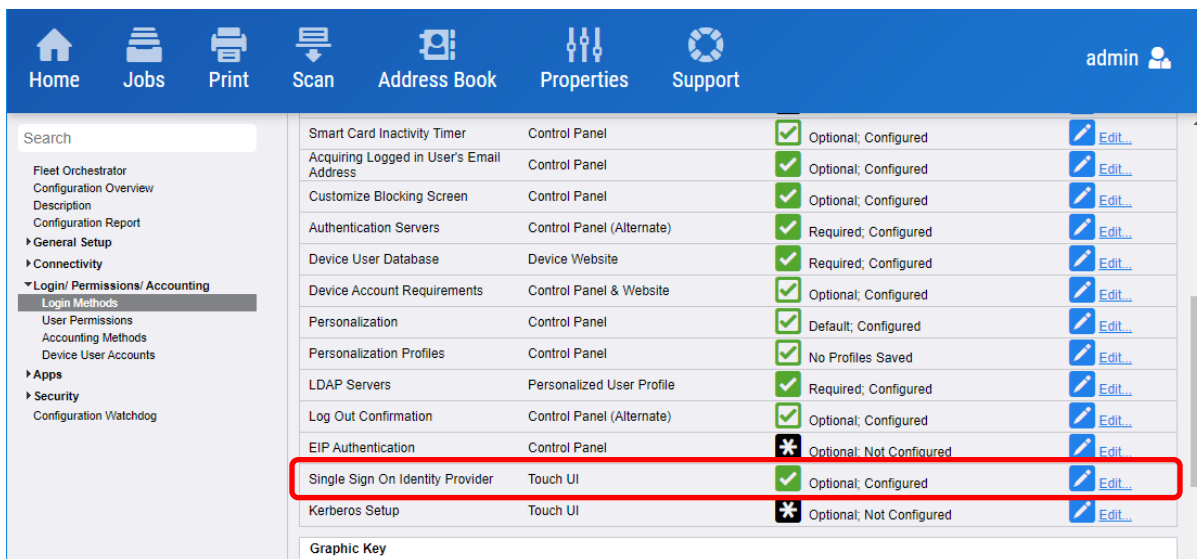 Home Jobs Print Scan Address Book Properties Support admin
Search
Fleet Orchestrator
Configuration Overview
Description
Configuration Report
General Setup
Connectivity
Login/ Permissions/ Accounting
Login Methods
User Permissions
Accounting Methods
Device User Accounts
Apps
Security
Configuration Watchdog
Smart Card Inactivity Timer Control Panel Optional; Configured Edit...
Acquiring Logged in User's Email
Address Control Panel Optional; Configured Edit...
Customize Blocking Screen Control Panel Optional; Configured Edit...
Authentication Servers Control Panel (Alternate) Required; Configured Edit...
Device User Database Device Website Required; Configured Edit...
Device Account Requirements Control Panel & Website Optional; Configured Edit...
Personalization Control Panel Default; Configured Edit...
Personalization Profiles Control Panel No Profiles Saved Edit...
LDAP Servers Personalized User Profile Required; Configured Edit...
Log Out Confirmation Control Panel (Alternate) Optional; Configured Edit...
EIP Authentication Control Panel Optional; Not Configured Edit...
Single Sign On Identity Provider Touch UI Optional; Configured Edit...
Kerberos Setup Touch UI Optional; Not Configured Edit...
Graphic Key